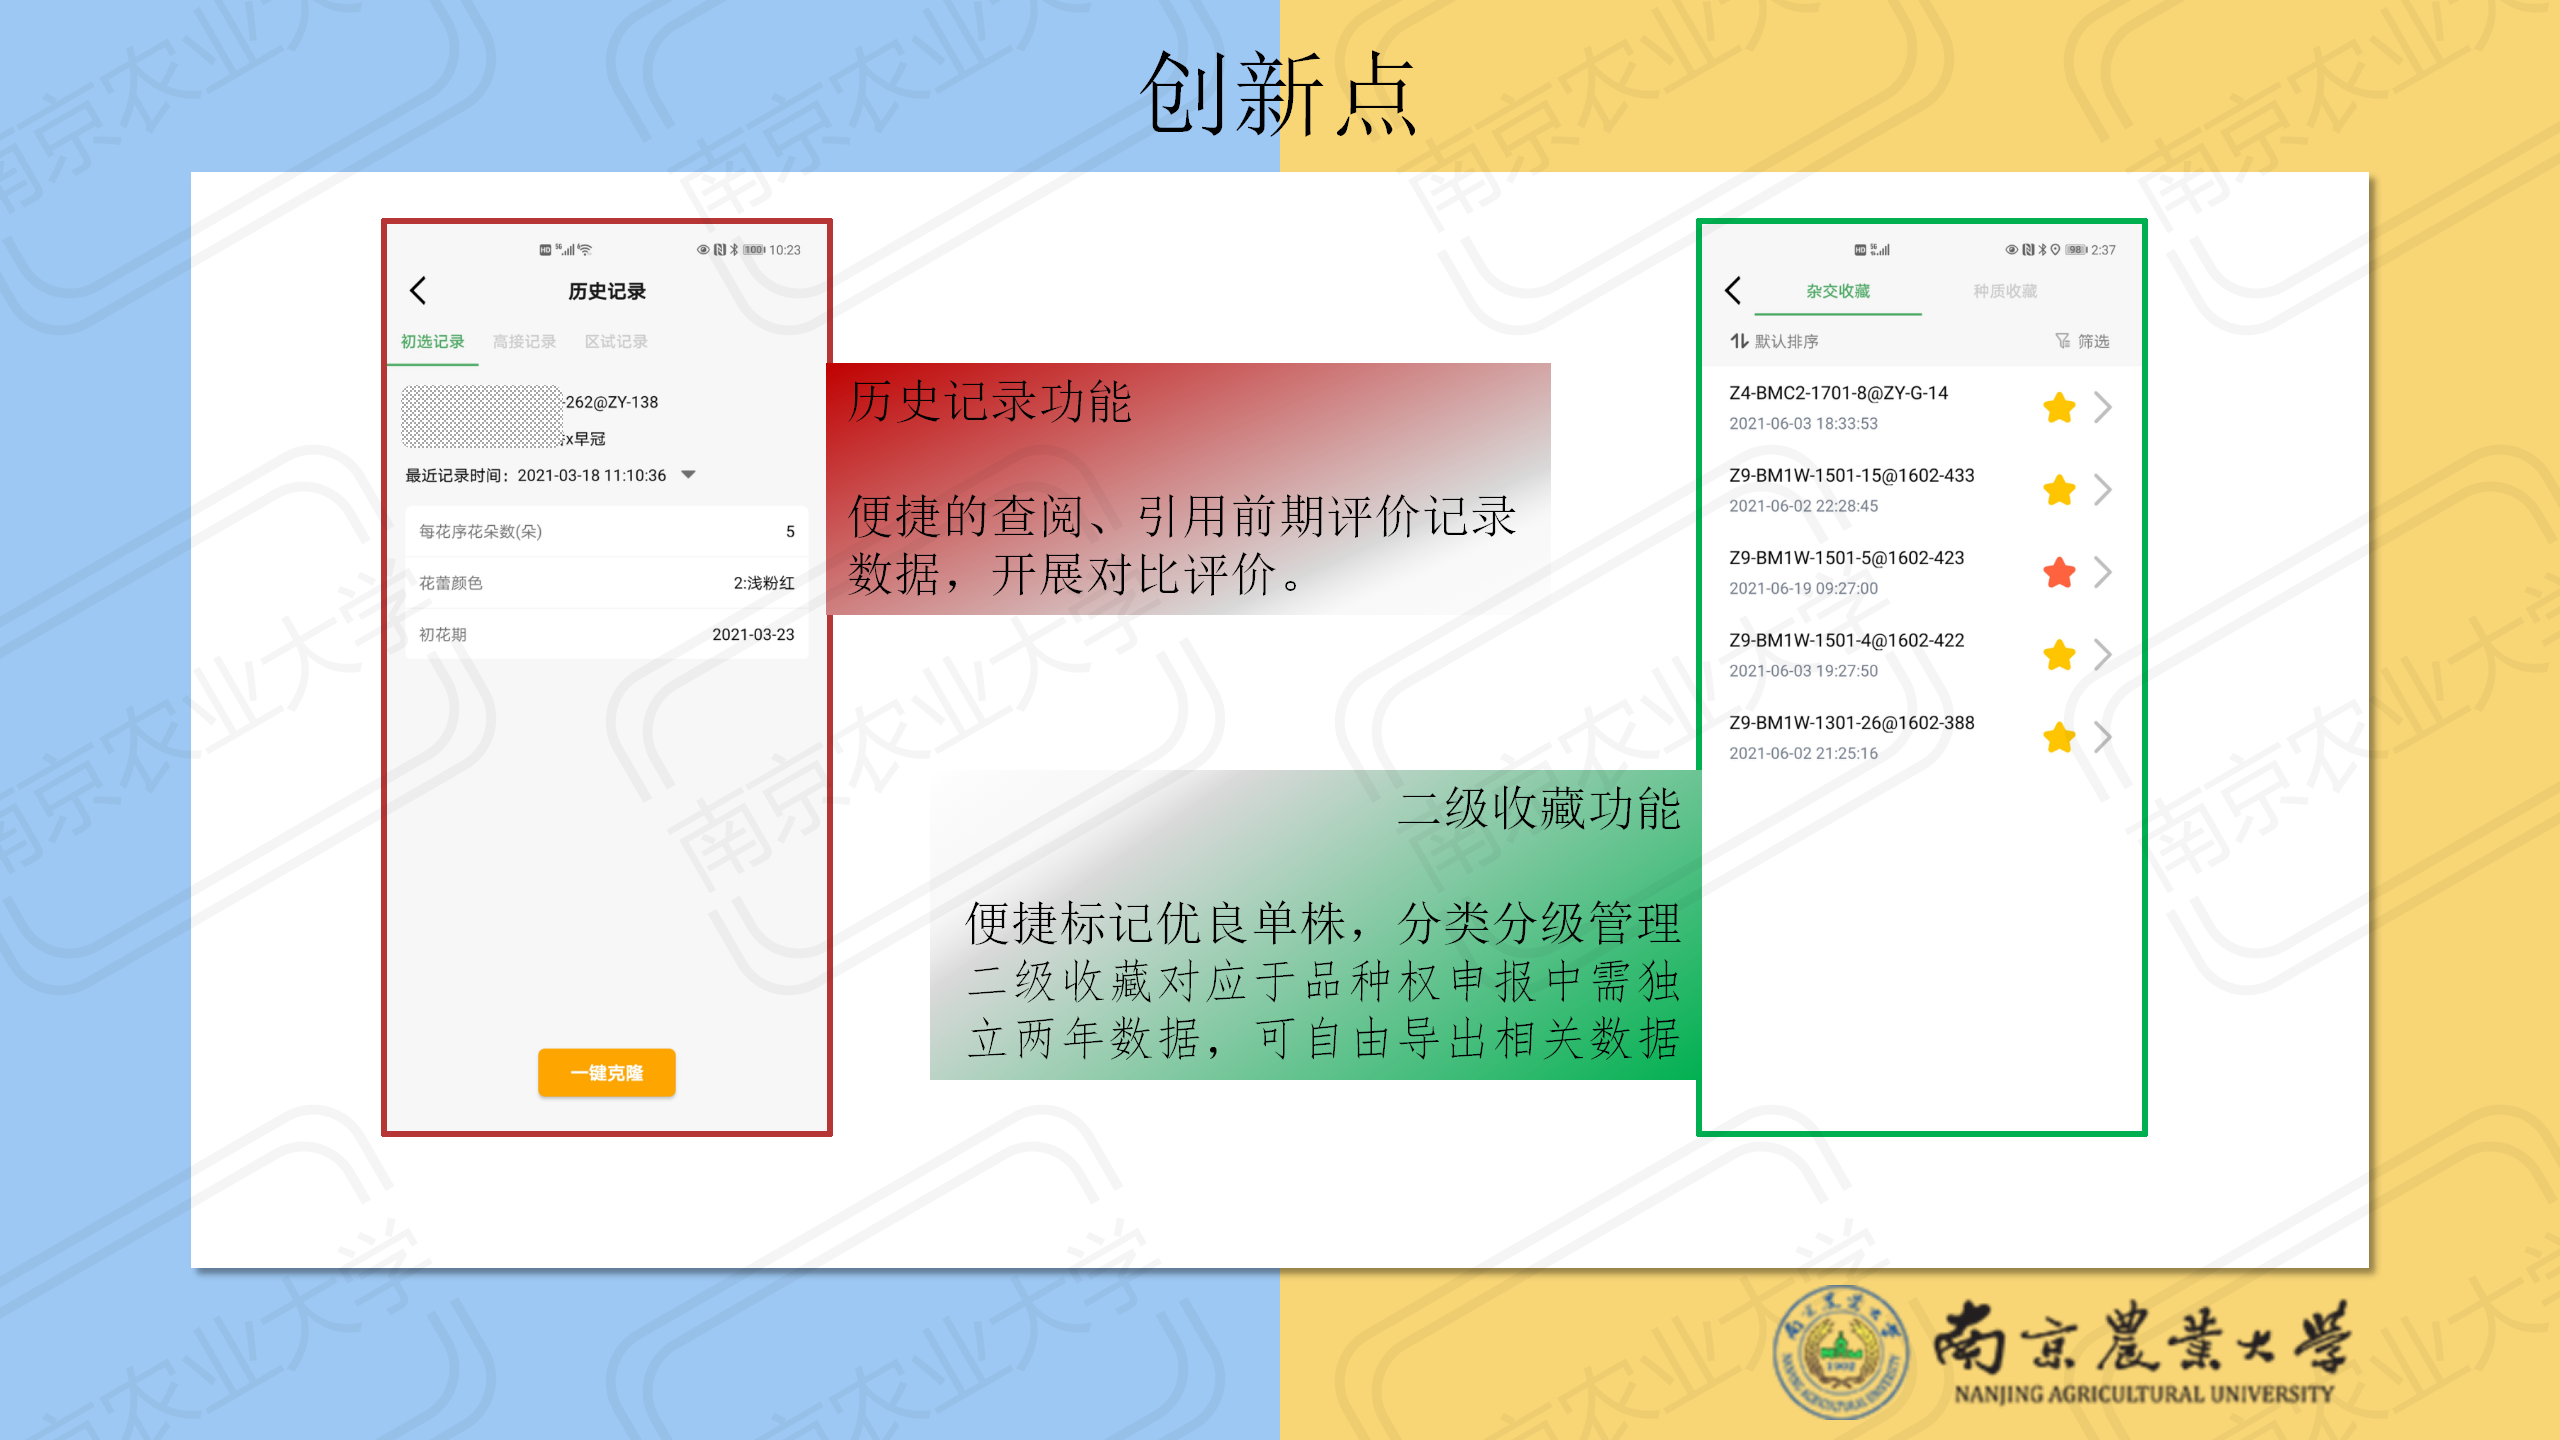 创新点
10:23
历史记录
初选记录 高接记录 区试记录
-262@ZY-138
x早冠
最近记录时间：2021-03-18 11:10:36
每花序花朵数(朵) 5
花蕾颜色 2:浅粉红
初花期 2021-03-23
一键克隆
历史记录功能
便捷的查阅、引用前期评价记录
数据，开展对比评价。
二级收藏功能
便捷标记优良单株，分类分级管理
二级收藏对应于品种权申报中需独
立两年数据，可自由导出相关数据
2:37
杂交收藏 种质收藏
默认排序 筛选
Z4-BMC2-1701-8@ZY-G-14
2021-06-03 18:33:53
Z9-BM1W-1501-15@1602-433
2021-06-02 22:28:45
Z9-BM1W-1501-5@1602-423
2021-06-19 09:27:00
Z9-BM1W-1501-4@1602-422
2021-06-03 19:27:50
Z9-BM1W-1301-26@1602-388
2021-06-02 21:25:16
南京農業大學
NANJING AGRICULTURAL UNIVERSITY
南京农业大学